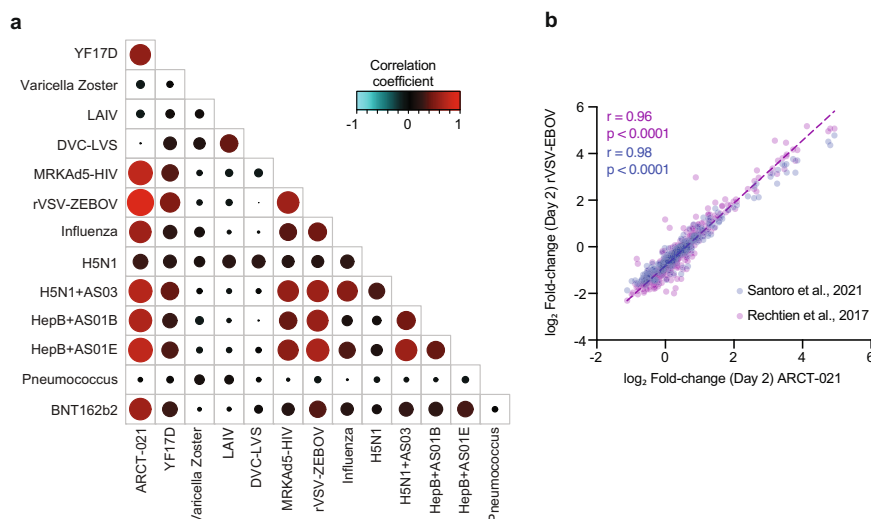 a
YF17D
Varicella Zoster
LAIV
DVC-LVS
MRKAd5-HIV
rVSV-ZEBOV
Influenza
H5N1
H5N1+AS03
HepB+AS01B
HepB+AS01E
Pneumococcus
BNT162b2
ARCT-021
YF17D
Varicella Zoster
LAIV
DVC-LVS
MRKAd5-HIV
rVSV-ZEBOV
Influenza
H5N1
H5N1+AS03
HepB+AS01B
HepB+AS01E
Pneumococcus
Correlation
coefficient
-1 0 1
b
log₂ Fold-change (Day 2) rVSV-EBOV
6
4
2
0
-2
-4
r = 0.96
p < 0.0001
r = 0.98
p < 0.0001
Santoro et al., 2021
Rechtien et al., 2017
-2 0 2 4 6
log₂ Fold-change (Day 2) ARCT-021